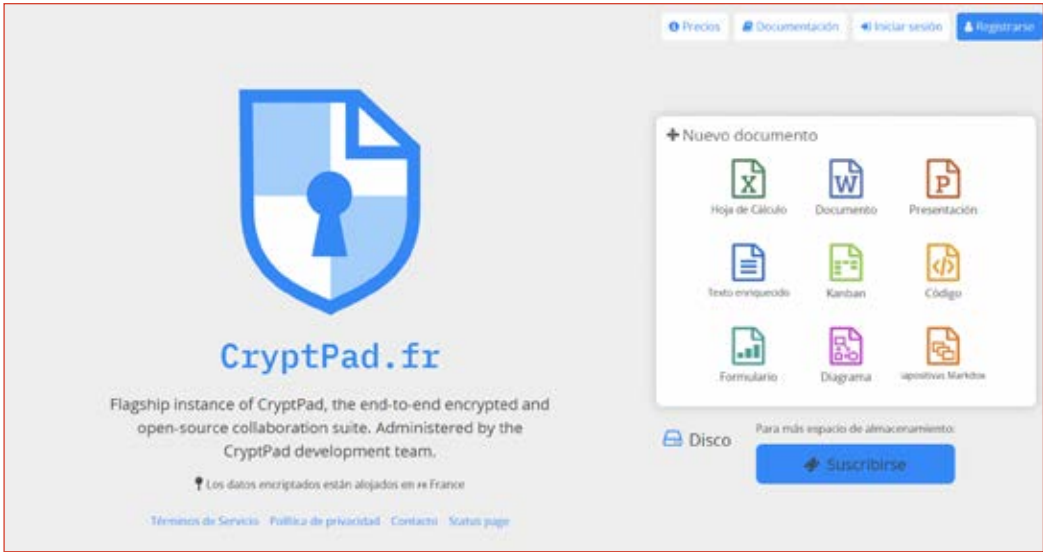 Precios Documentación Iniciar sesión Registrarse
Nuevo documento
Hoja de Cálculo Documento Presentación
Texto enriquecido Kanban Código
Formulario Diagrama apositivas Markdow
CryptPad.fr
Flagship instance of CryptPad, the end-to-end encrypted and
open-source collaboration suite. Administered by the
CryptPad development team.
Los datos encriptados están alojados en FR France
Términos de Servicio Política de privacidad Contacto Status page
Disco
Para más espacio de almacenamiento:
Suscribirse